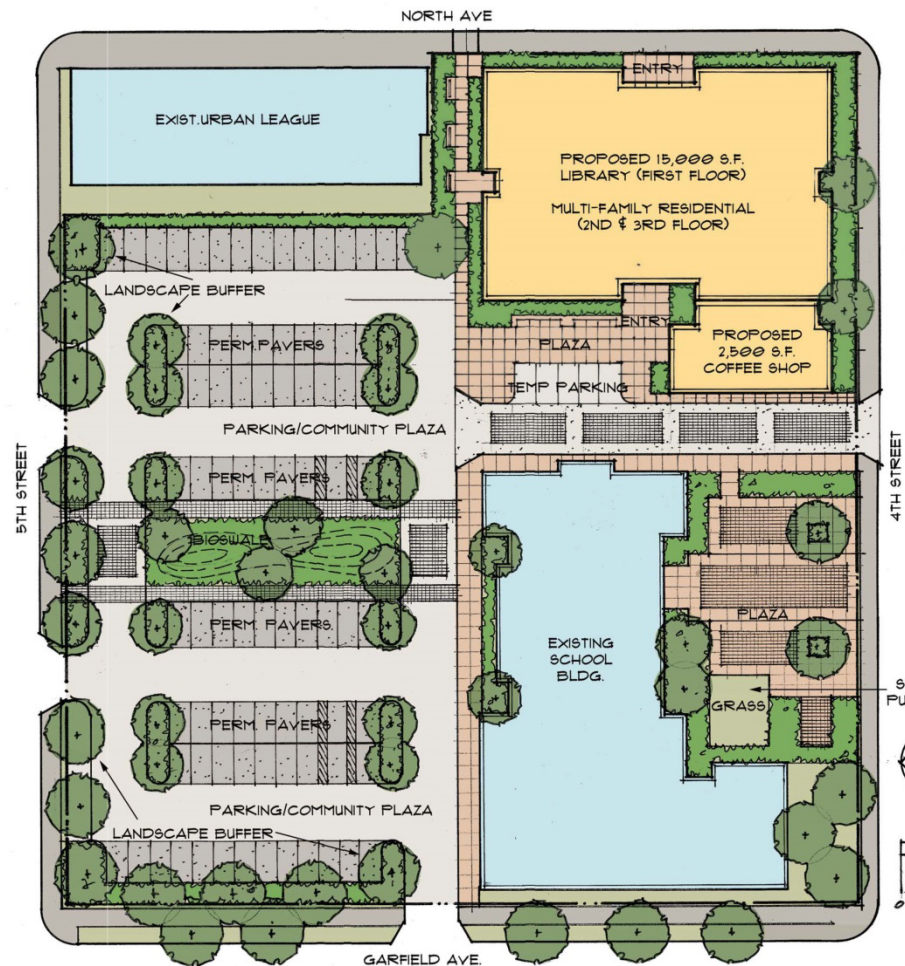 NORTH AVE
ENTRY
EXIST. URBAN LEAGUE
PROPOSED 15,000 S.F.
LIBRARY (FIRST FLOOR)
MULTI-FAMILY RESIDENTIAL
(2ND & 3RD FLOOR)
LANDSCAPE BUFFER
PERM. PAVERS
ENTRY
PLAZA
PROPOSED
2,500 S.F.
COFFEE SHOP
TEMP PARKING
PARKING/COMMUNITY PLAZA
5TH STREET
4TH STREET
PERM. PAVERS
BIOSWALE
PERM. PAVERS.
PLAZA
EXISTING
SCHOOL
BLDG.
GRASS
S
PU
PERM. PAVERS
PARKING/COMMUNITY PLAZA
LANDSCAPE BUFFER
0
GARFIELD AVE.